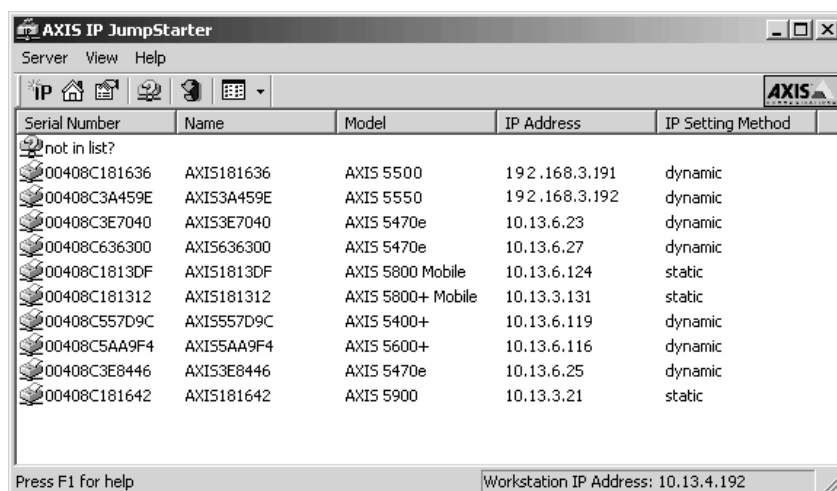 AXIS IP JumpStarter
Server View Help
IP AXIS
Serial Number Name Model IP Address IP Setting Method
not in list?
00408C181636 AXIS181636 AXIS 5500 192.168.3.191 dynamic
00408C3A459E AXIS3A459E AXIS 5550 192.168.3.192 dynamic
00408C3E7040 AXIS3E7040 AXIS 5470e 10.13.6.23 dynamic
00408C636300 AXIS636300 AXIS 5470e 10.13.6.27 dynamic
00408C1813DF AXIS1813DF AXIS 5800 Mobile 10.13.6.124 static
00408C181312 AXIS181312 AXIS 5800+ Mobile 10.13.3.131 static
00408C557D9C AXIS557D9C AXIS 5400+ 10.13.6.119 dynamic
00408C5AA9F4 AXIS5AA9F4 AXIS 5600+ 10.13.6.116 dynamic
00408C3E8446 AXIS3E8446 AXIS 5470e 10.13.6.25 dynamic
00408C181642 AXIS181642 AXIS 5900 10.13.3.21 static
Press F1 for help Workstation IP Address: 10.13.4.192